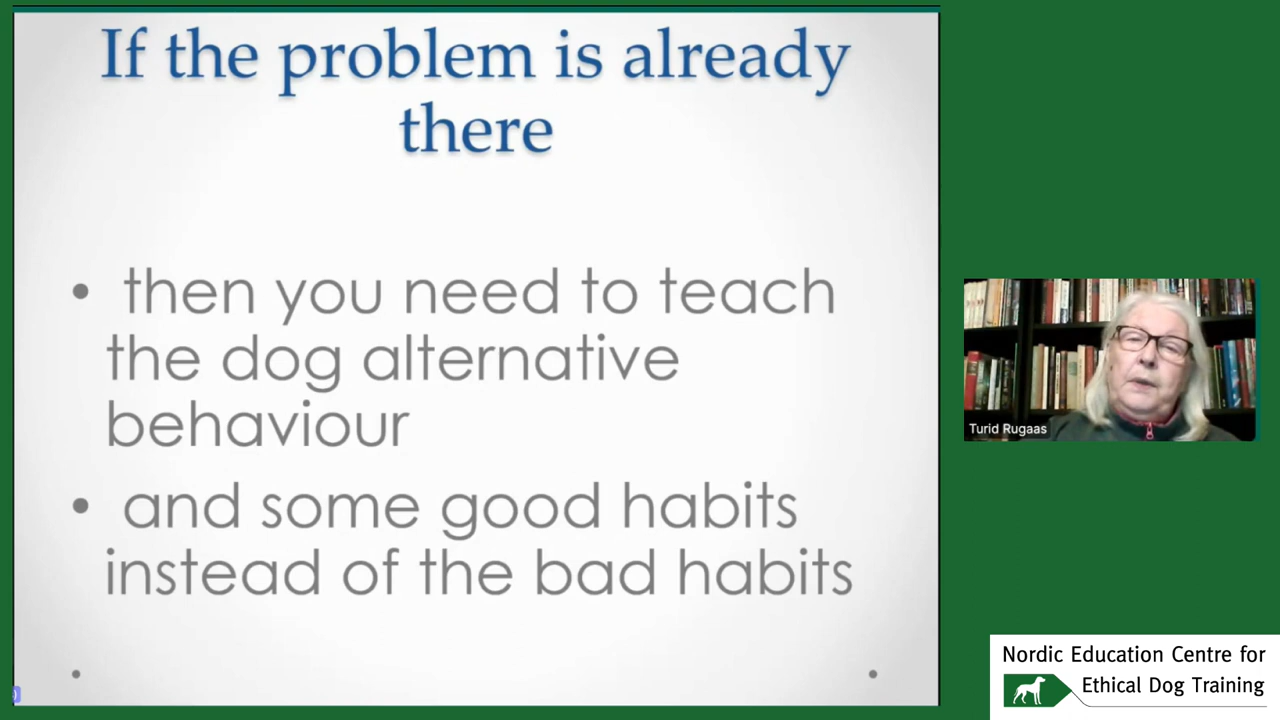 If the problem is already
there
• then you need to teach
the dog alternative
behaviour
• and some good habits
instead of the bad habits
Turid Rugaas
Nordic Education Centre for
Ethical Dog Training